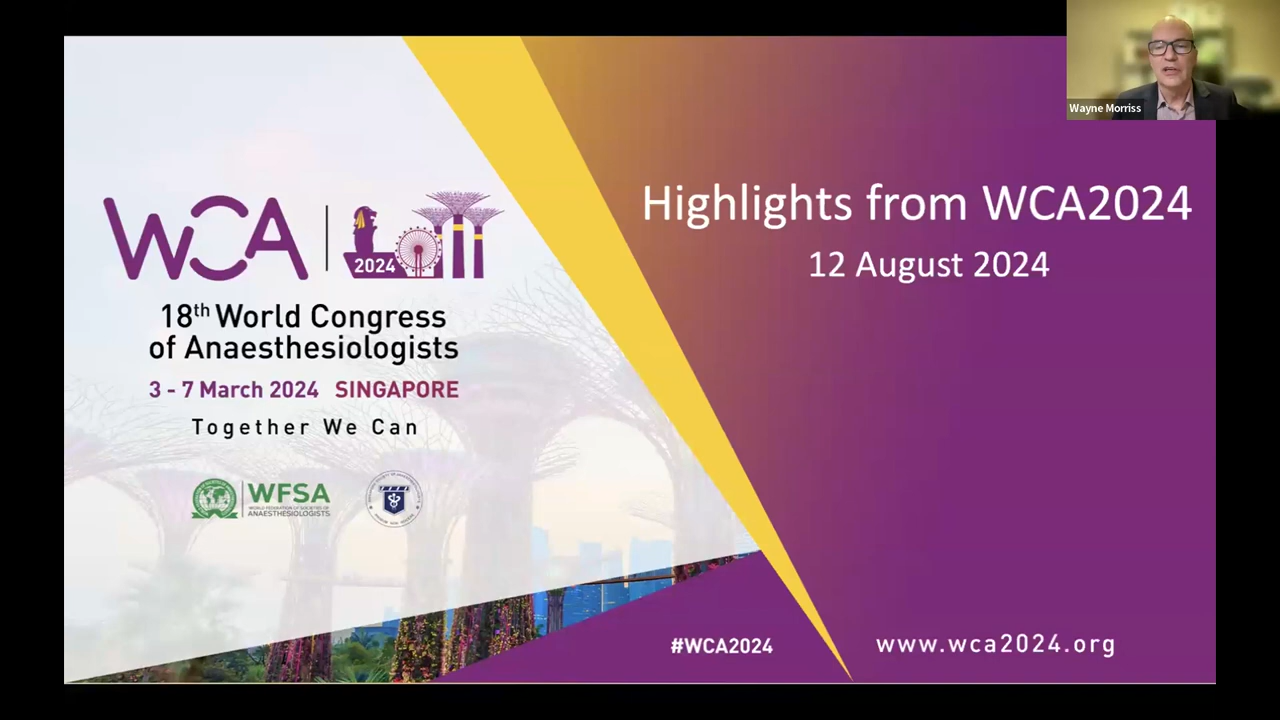 Wayne Morriss
Highlights from WCA2024
12 August 2024
WCA
2024
18th World Congress
of Anaesthesiologists
3 - 7 March 2024 SINGAPORE
Together We Can
WFSA
WORLD FEDERATION OF SOCIETIES OF
ANAESTHESIOLOGISTS
#WCA2024
www.wca2024.org